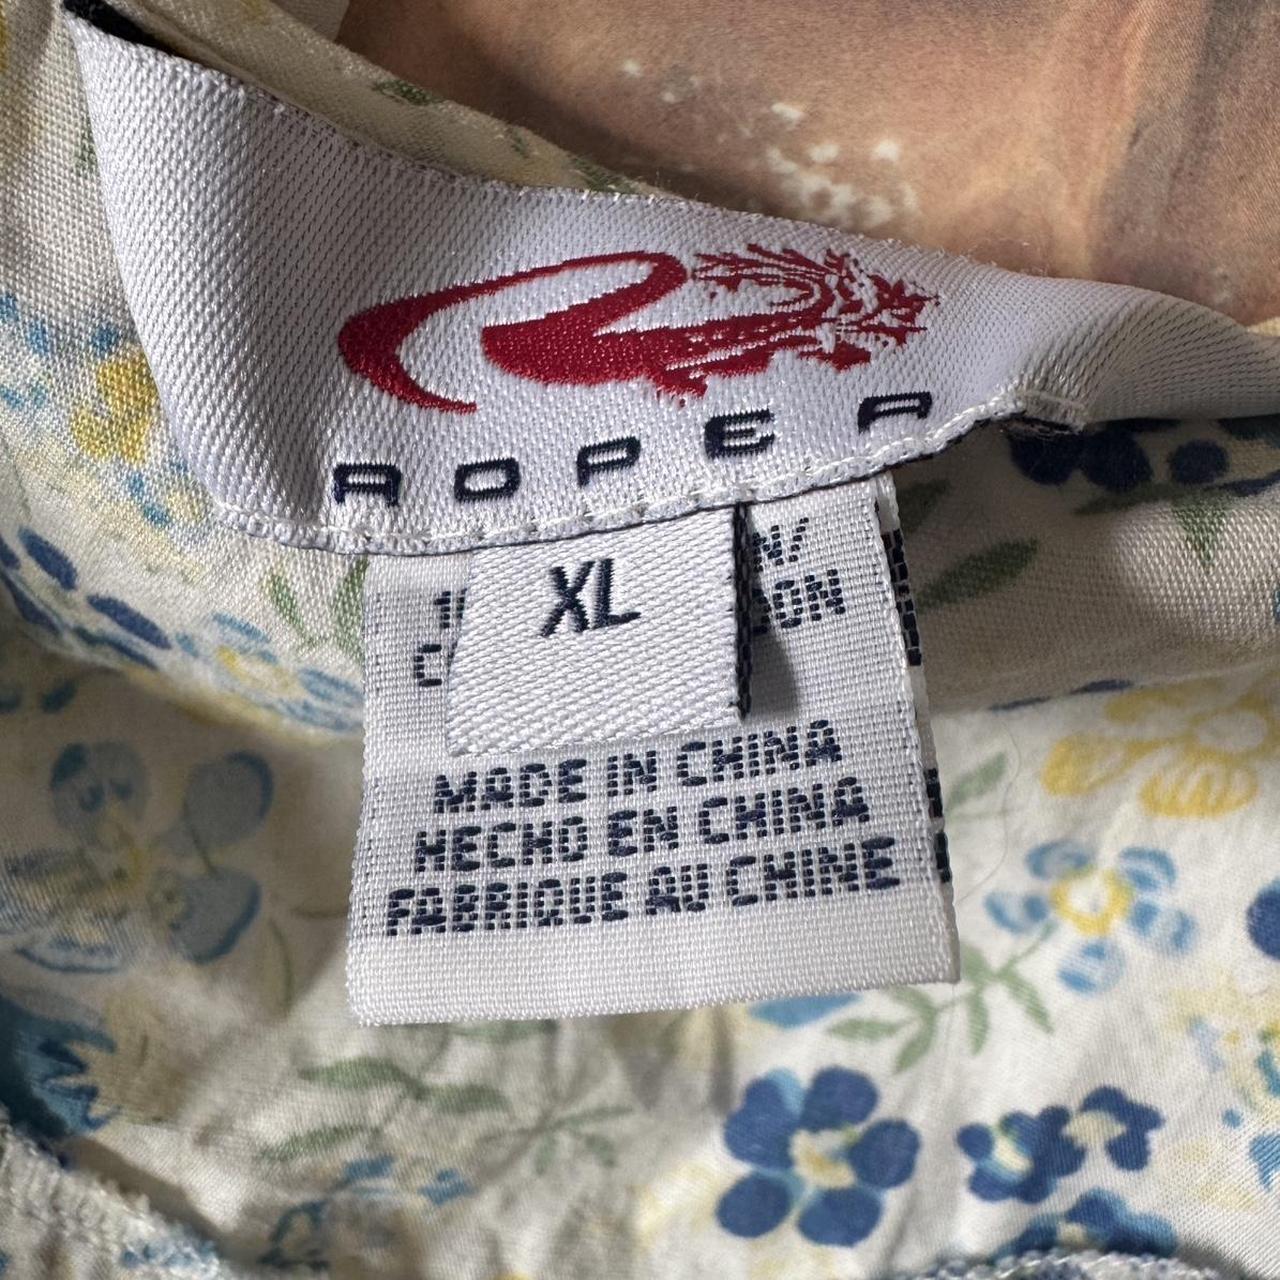 ROPER
XL
MADE IN CHINA
HECHO EN CHINA
FABRIQUE AU CHINE